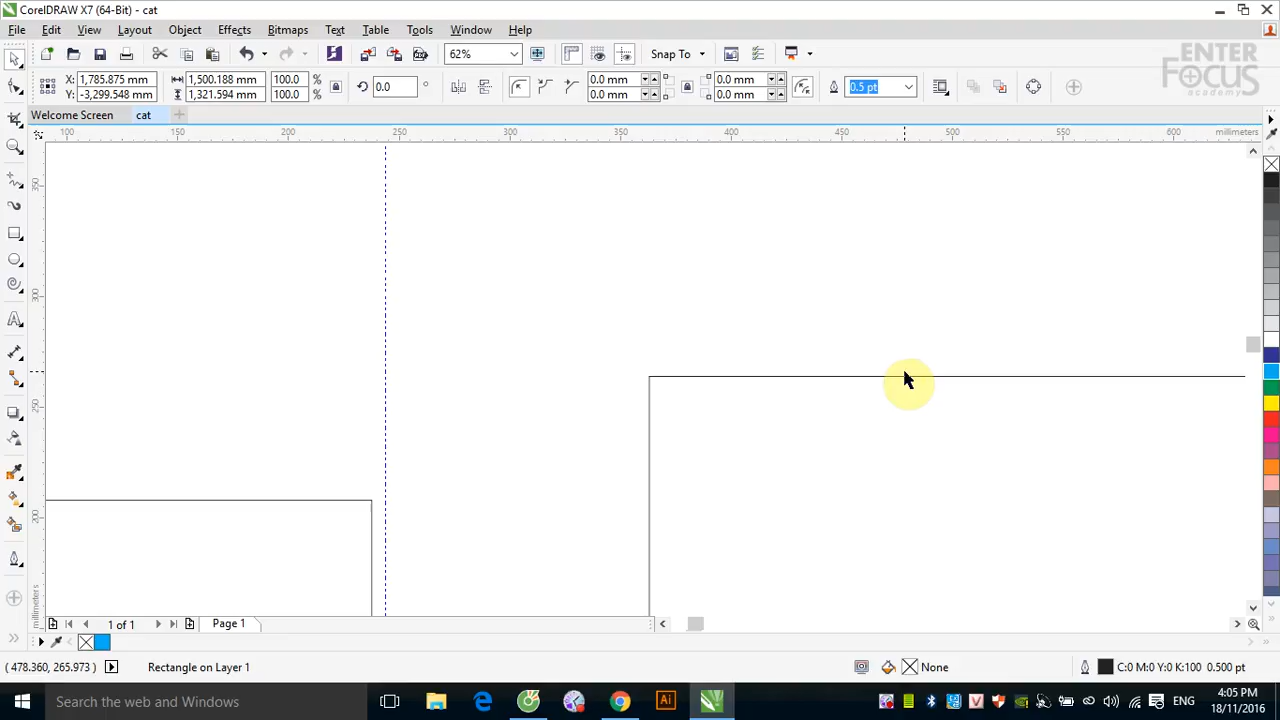 CorelDRAW X7 (64-Bit) - cat
File Edit View Layout Object Effects Bitmaps Text Table Tools Window Help
62% Snap To
ENTER
FOCUS
academy
X: 1,785.875 mm 1,500.188 mm 100.0 % 0.0 0.0 mm 0.0 mm 0.5 pt
Y: -3,299.548 mm 1,321.594 mm 100.0 % 0.0 mm 0.0 mm
Welcome Screen cat
100 150 200 250 300 350 400 450 500 550 600 millimeters
350
300
250
200
millimeters
1 of 1 Page 1
( 478.360, 265.973 ) Rectangle on Layer 1 None C:0 M:0 Y:0 K:100 0.500 pt
Search the web and Windows Ai ENG 4:05 PM
18/11/2016